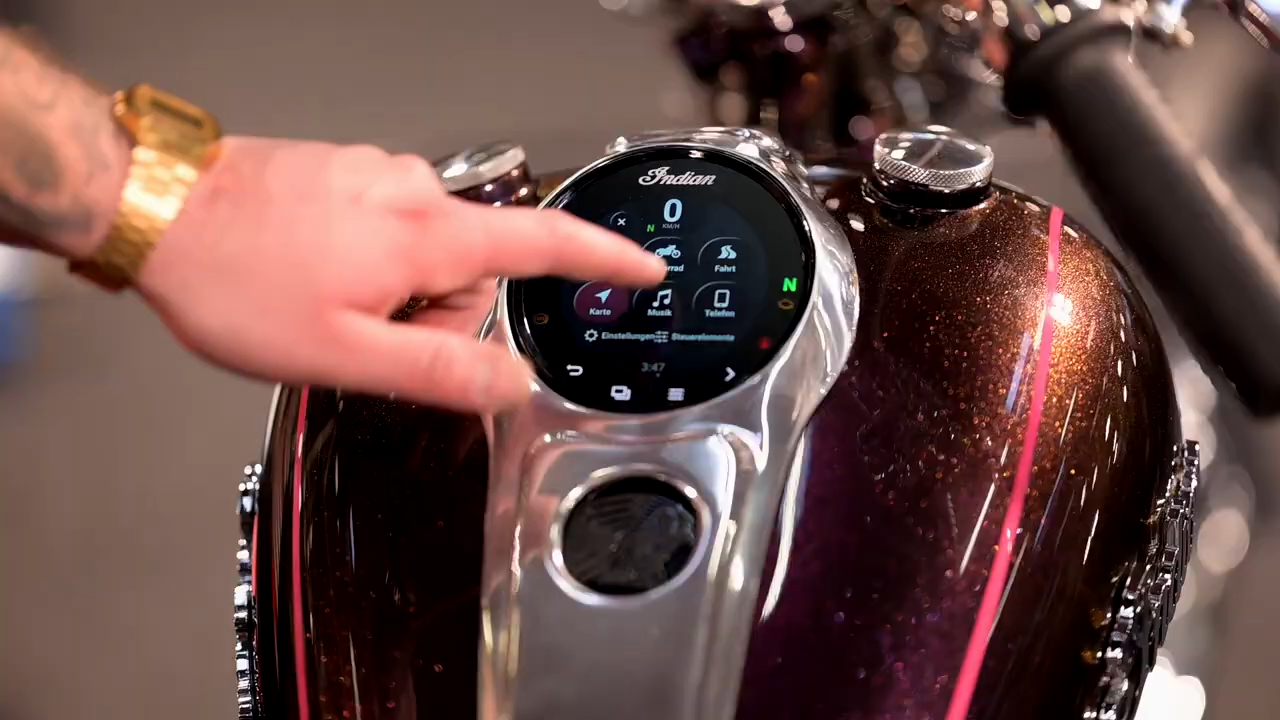 Indian
0
N KM/H
Fahrt
N
Karte Musik Telefon
Einstellungen Steuerelemente
3:47